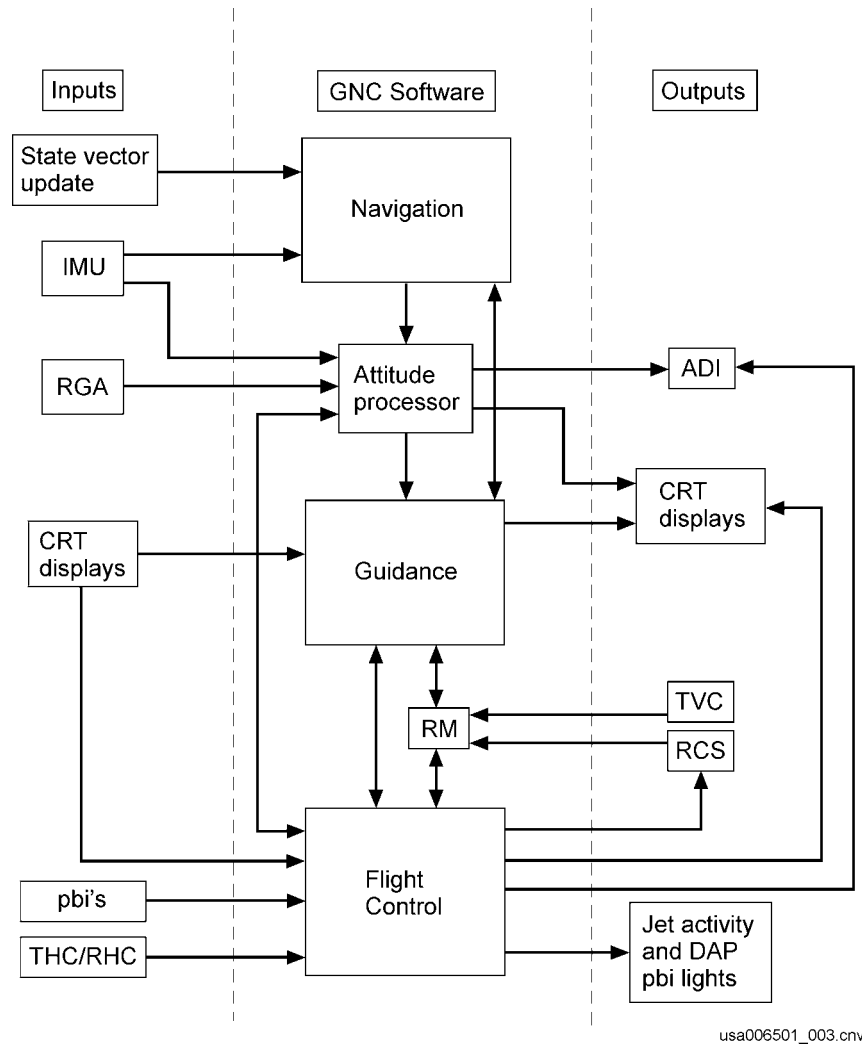 Inputs
GNC Software
Outputs
State vector
update
Navigation
IMU
Attitude
processor
ADI
RGA
CRT
displays
CRT
displays
Guidance
TVC
RM
RCS
Flight
Control
pbi's
THC/RHC
Jet activity
and DAP
pbi lights
usa006501_003.cnv